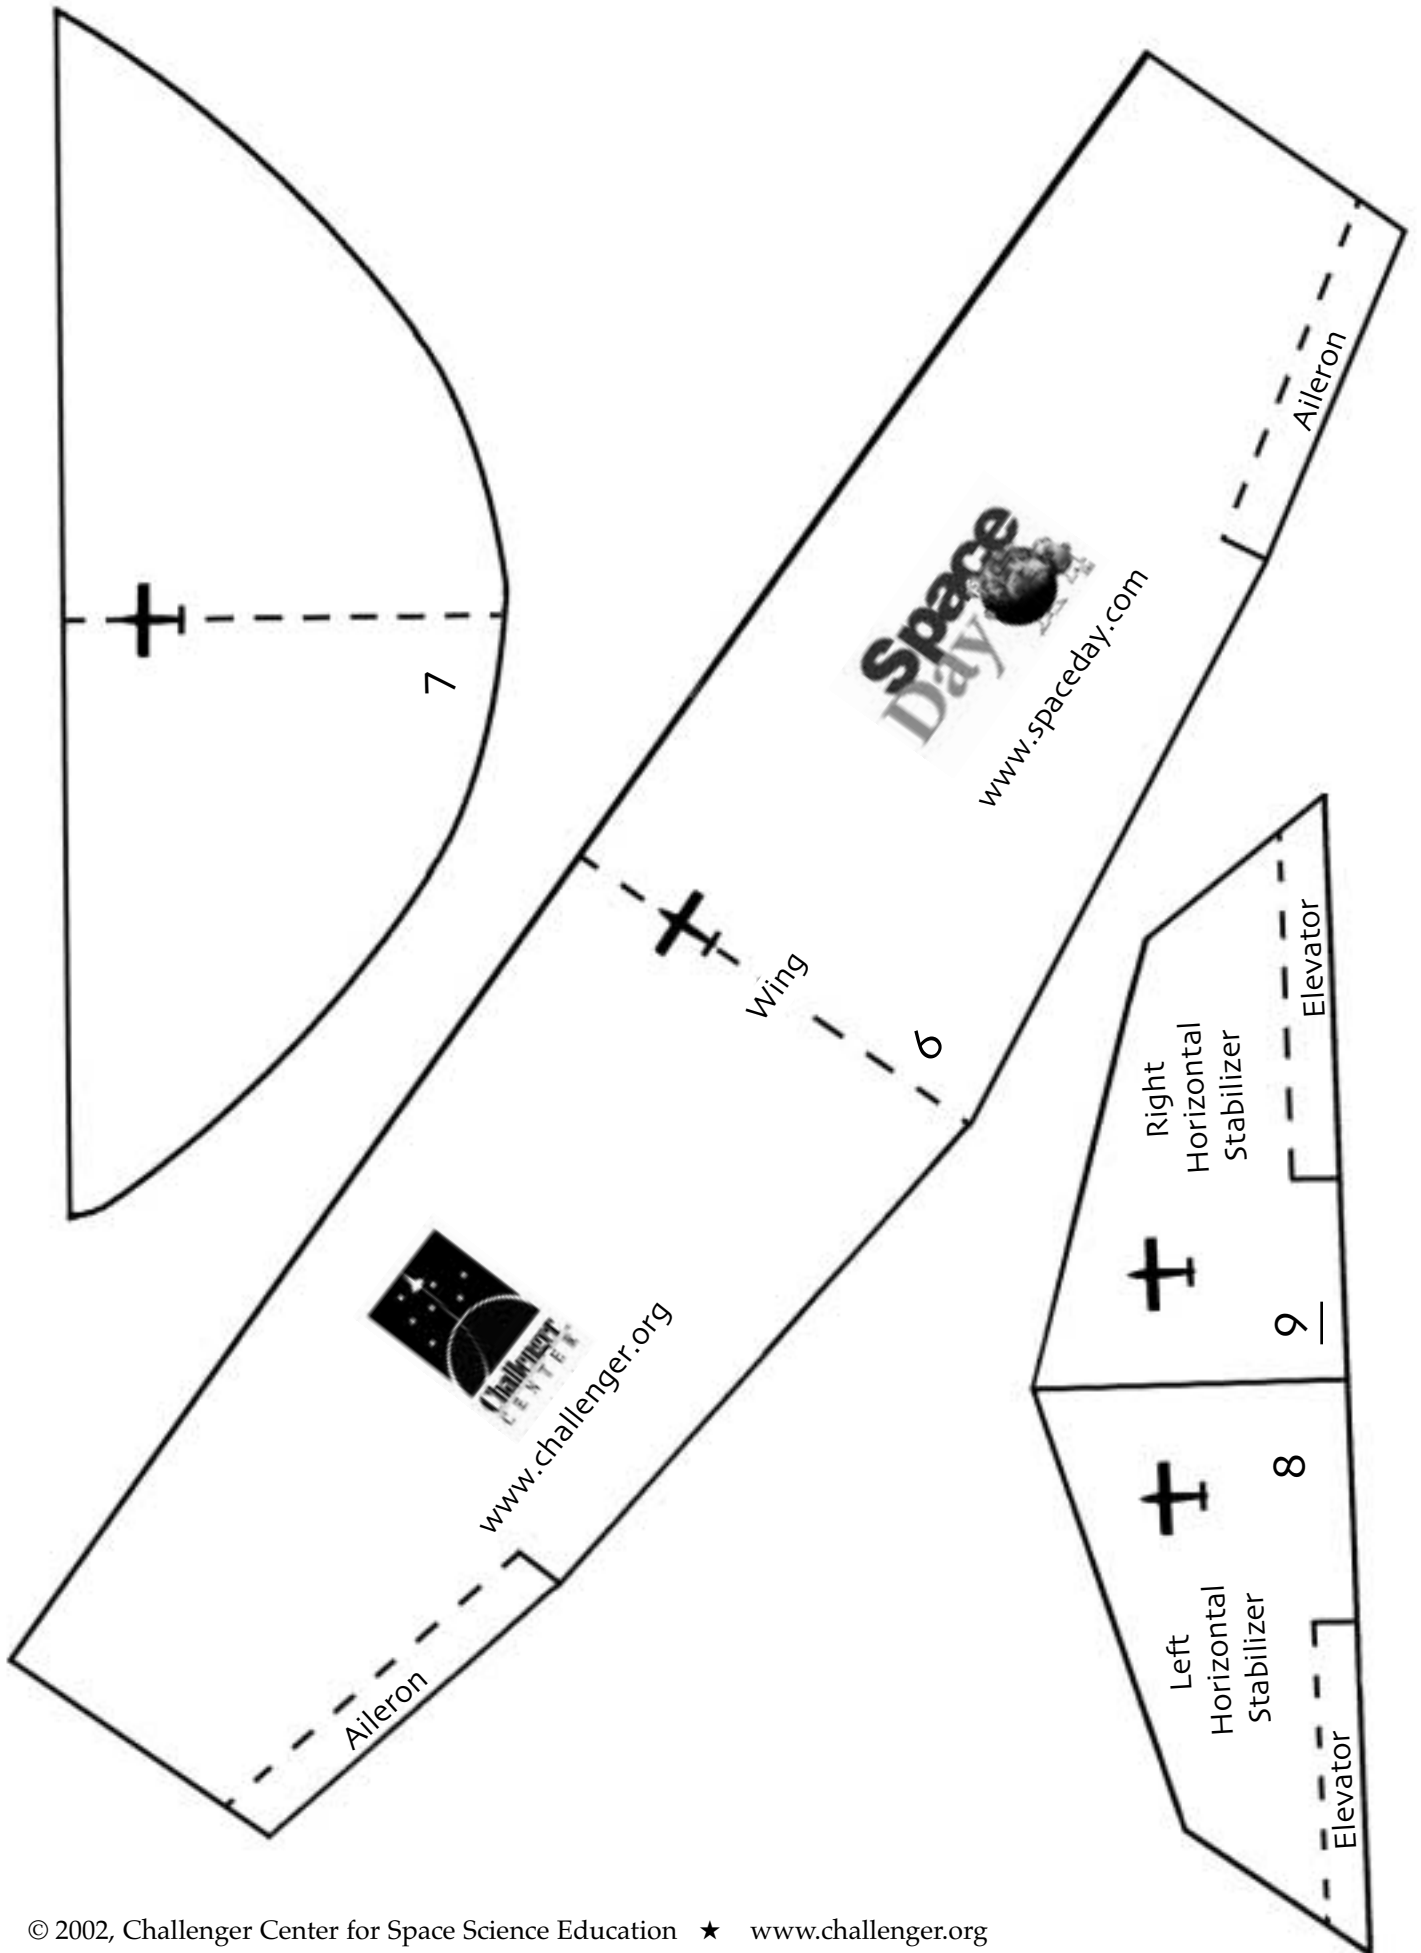 7
Space
Day
www.spaceday.com
Aileron
Wing
6
Challenger
CENTER
www.challenger.org
Aileron
Right
Horizontal
Stabilizer
Elevator
9
8
Left
Horizontal
Stabilizer
Elevator
© 2002, Challenger Center for Space Science Education ★ www.challenger.org